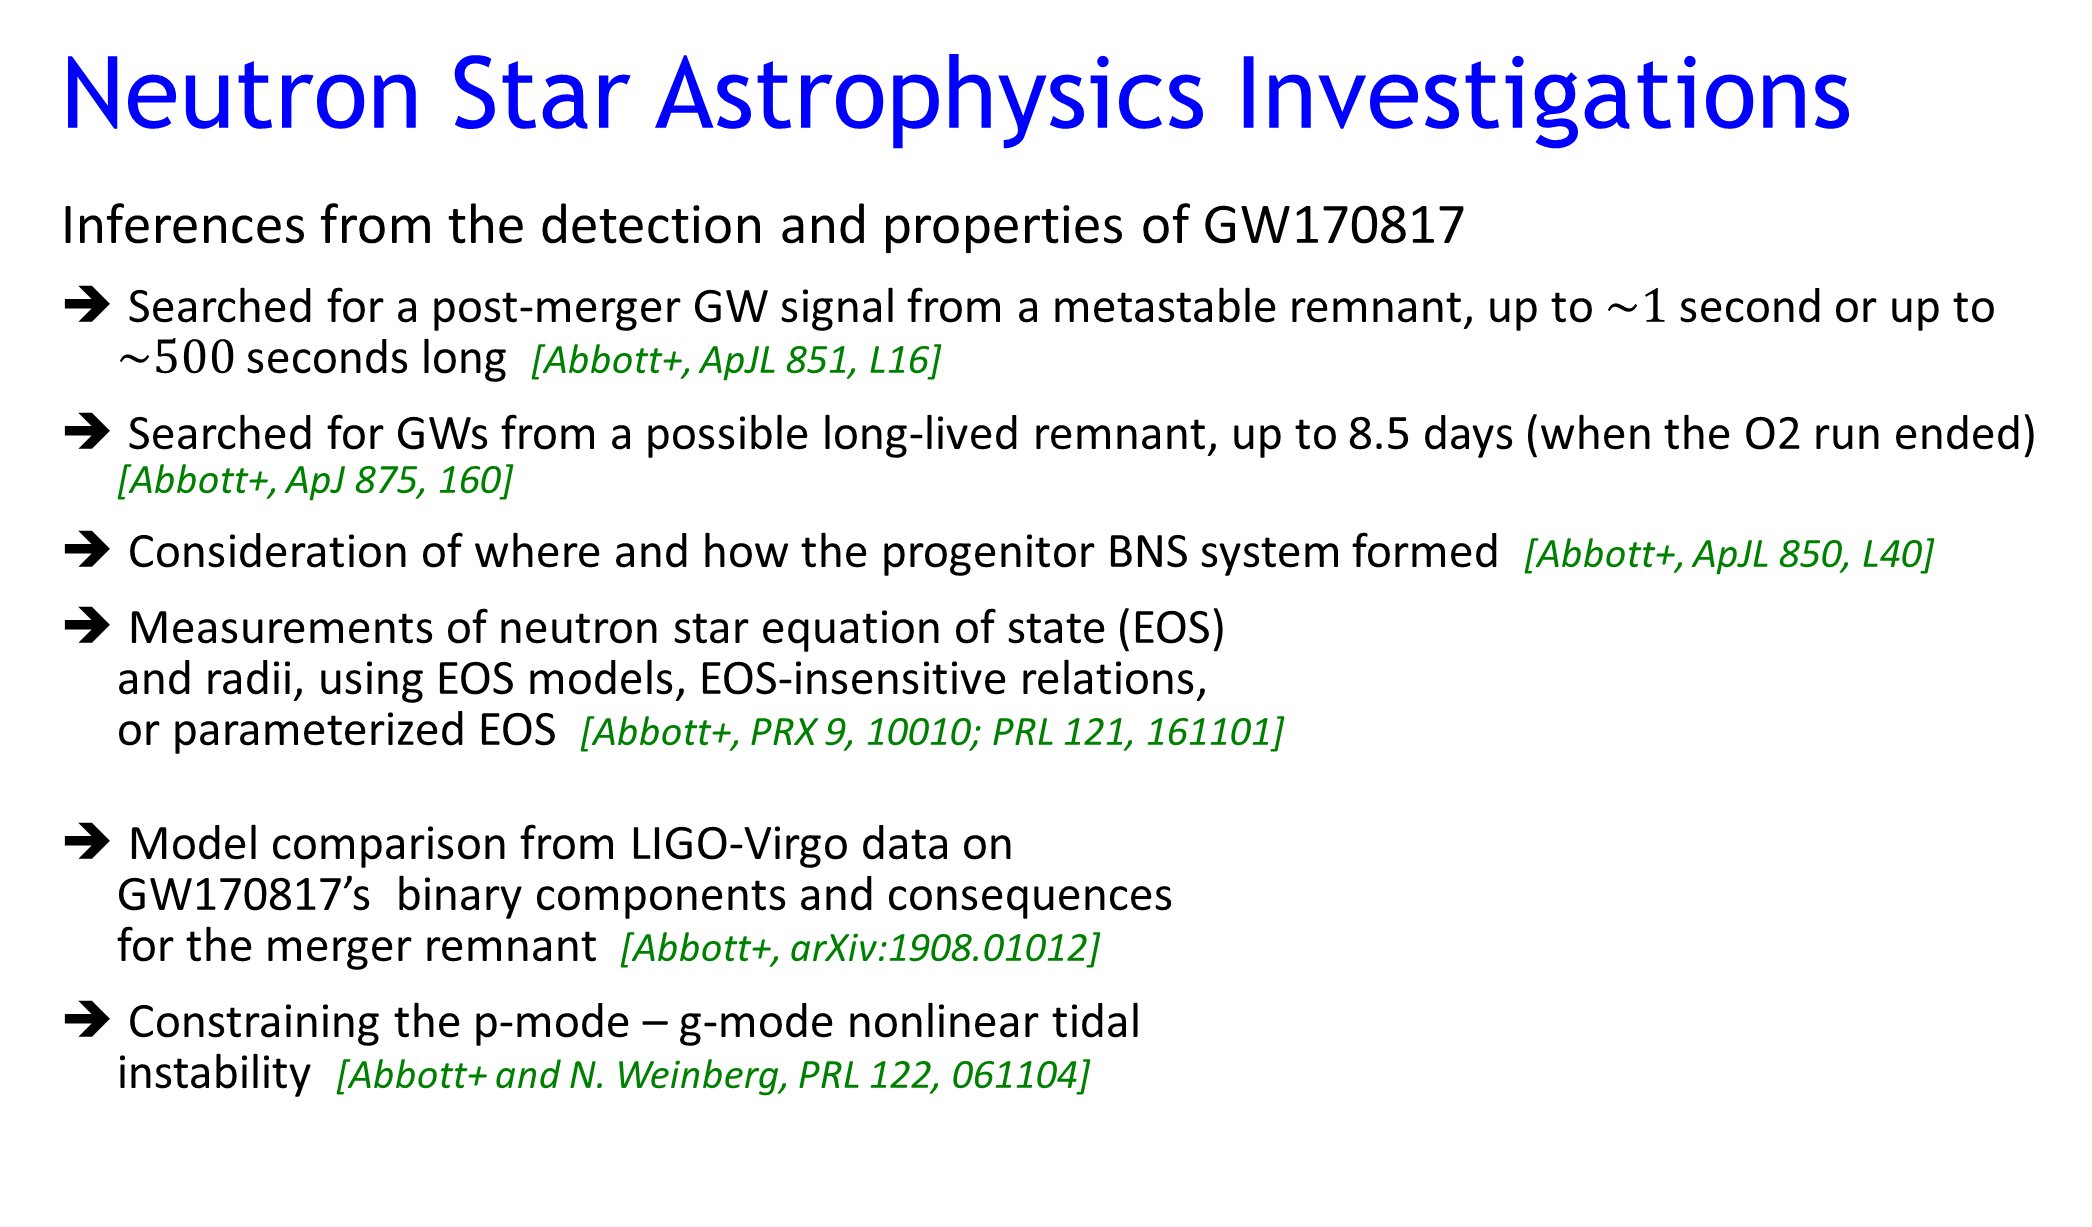 Neutron Star Astrophysics Investigations
Inferences from the detection and properties of GW170817
➔ Searched for a post-merger GW signal from a metastable remnant, up to ~1 second or up to
~500 seconds long [Abbott+, ApJL 851, L16]
➔ Searched for GWs from a possible long-lived remnant, up to 8.5 days (when the O2 run ended)
[Abbott+, ApJ 875, 160]
➔ Consideration of where and how the progenitor BNS system formed [Abbott+, ApJL 850, L40]
➔ Measurements of neutron star equation of state (EOS)
and radii, using EOS models, EOS-insensitive relations,
or parameterized EOS [Abbott+, PRX 9, 10010; PRL 121, 161101]
➔ Model comparison from LIGO-Virgo data on
GW170817’s binary components and consequences
for the merger remnant [Abbott+, arXiv:1908.01012]
➔ Constraining the p-mode – g-mode nonlinear tidal
instability [Abbott+ and N. Weinberg, PRL 122, 061104]